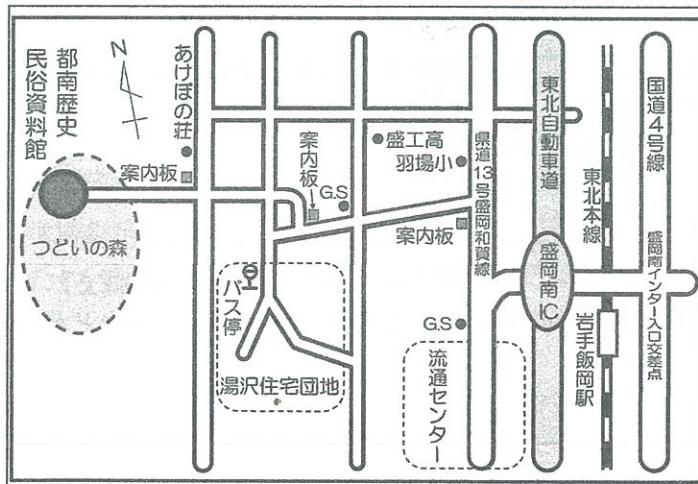 都南歴史
民俗資料館
N
つどいの森
あけぼの荘
案内板
案内板
G.S
盛工高
羽場小
案内板
バス停
湯沢住宅団地
県道13号盛岡和賀線
G.S
流通センター
東北自動車道
盛岡南IC
東北本線
岩手飯岡駅
国道4号線
盛岡南インター入口交差点